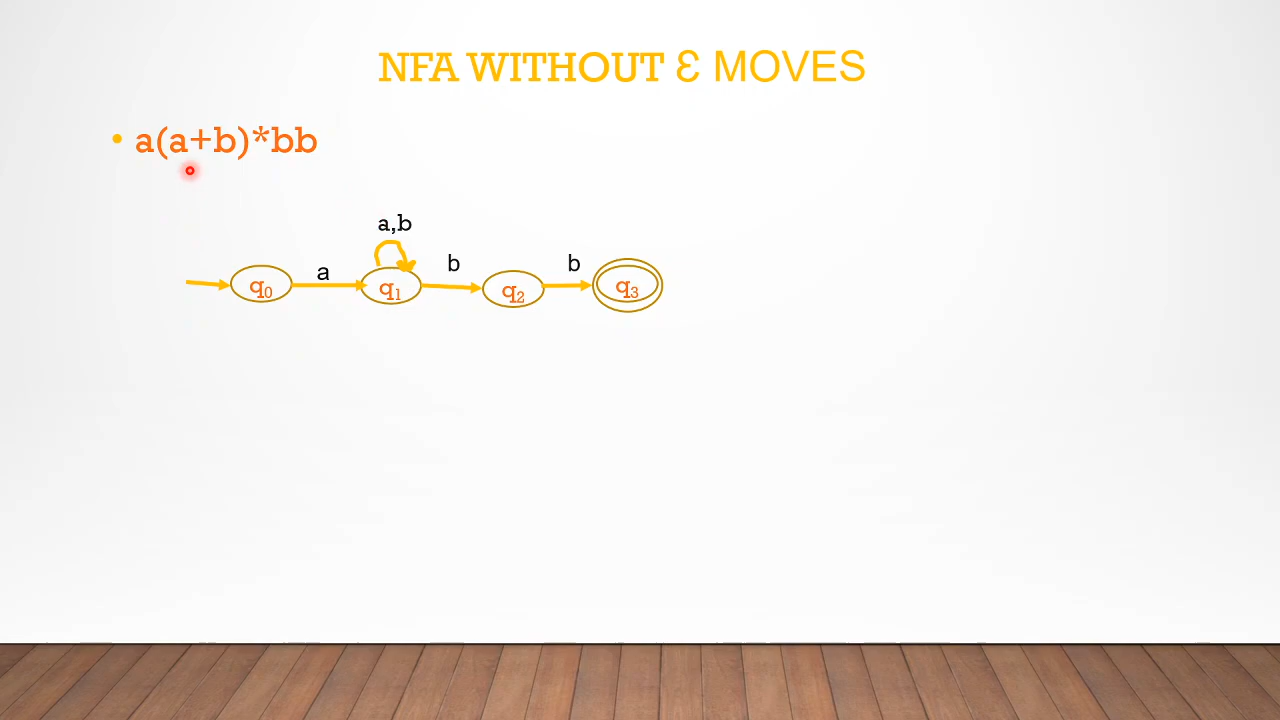 NFA WITHOUT Ɛ MOVES
• a(a+b)*bb
a,b
a b b
q₀ q₁ q₂ q₃